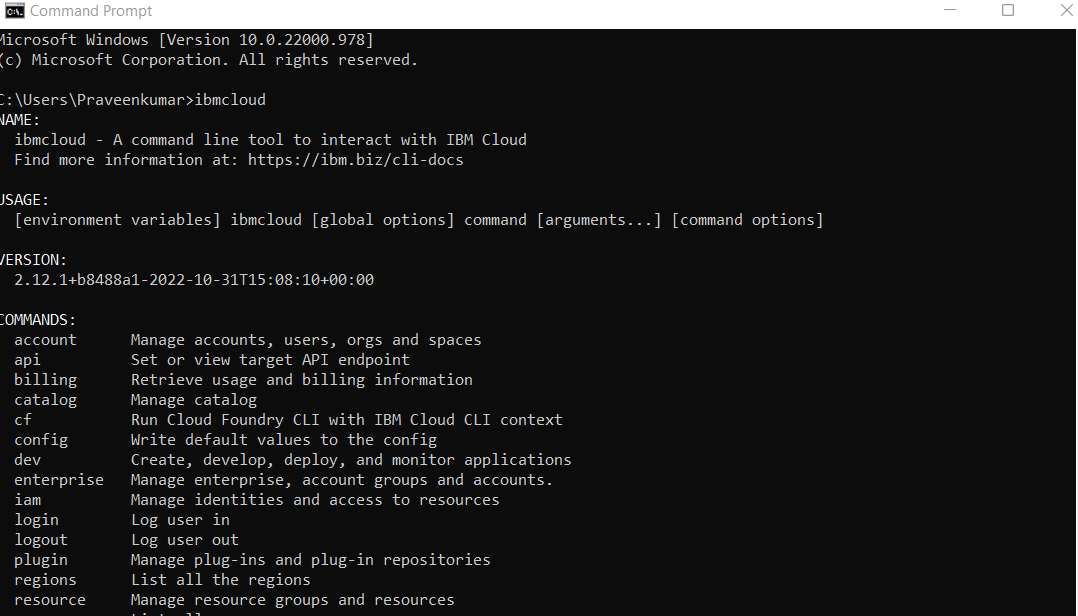 Command Prompt
Microsoft Windows [Version 10.0.22000.978]
(c) Microsoft Corporation. All rights reserved.
C:\Users\Praveenkumar>ibmcloud
NAME:
ibmcloud - A command line tool to interact with IBM Cloud
Find more information at: https://ibm.biz/cli-docs
USAGE:
[environment variables] ibmcloud [global options] command [arguments...] [command options]
VERSION:
2.12.1+b8488a1-2022-10-31T15:08:10+00:00
COMMANDS:
account Manage accounts, users, orgs and spaces
api Set or view target API endpoint
billing Retrieve usage and billing information
catalog Manage catalog
cf Run Cloud Foundry CLI with IBM Cloud CLI context
config Write default values to the config
dev Create, develop, deploy, and monitor applications
enterprise Manage enterprise, account groups and accounts.
iam Manage identities and access to resources
login Log user in
logout Log user out
plugin Manage plug-ins and plug-in repositories
regions List all the regions
resource Manage resource groups and resources